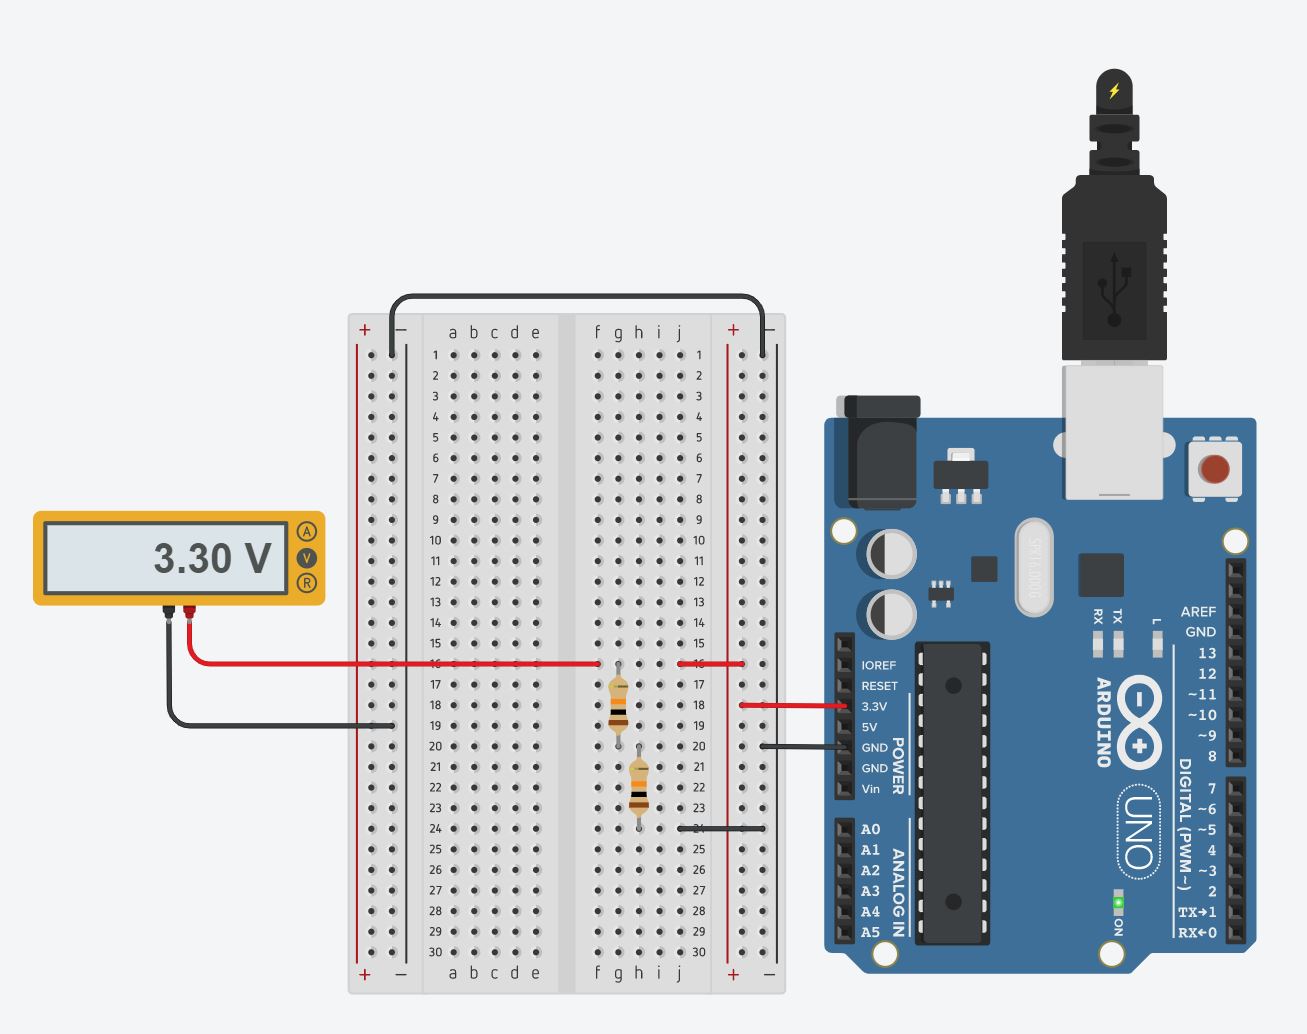 + − a b c d e f g h i j + −
1 1
2 2
3 3
4 4
5 5
6 6
7 7
8 8
9 9
10 10
11 11
12 12
13 13
14 14
15 15
16 16
17 17
18 18
19 19
20 20
21 21
22 22
23 23
24 24
25 25
26 26
27 27
28 28
29 29
30 30
+ − a b c d e f g h i j + −
3.30 V
A
V
R
SPK16.000G
IOREF
RESET
3.3V
5V
GND
GND
Vin
POWER
A0
A1
A2
A3
A4
A5
ANALOG IN
RX
TX
L
ARDUINO
UNO
ON
AREF
GND
13
12
~11
~10
~9
8
7
~6
~5
4
~3
2
TX→1
RX←0
DIGITAL (PWM~)